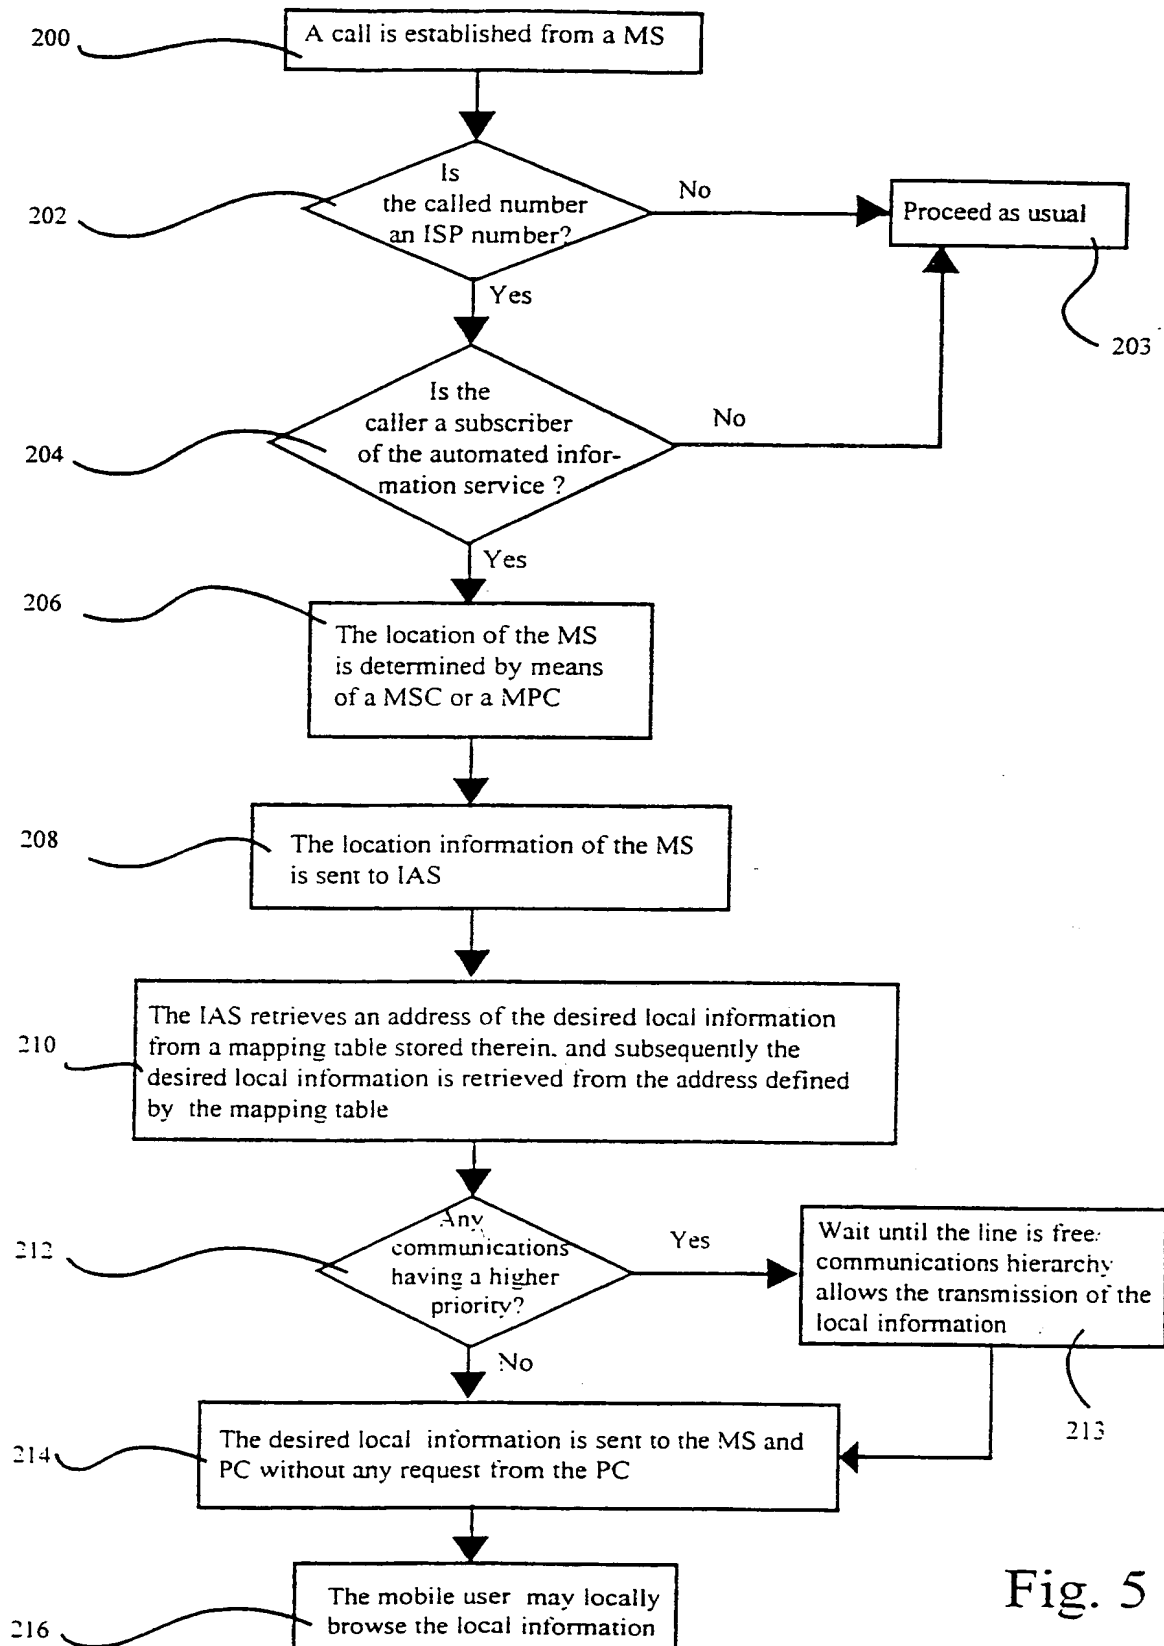 200
A call is established from a MS
202
Is
the called number
an ISP number?
No
Proceed as usual
203
Yes
204
Is the
caller a subscriber
of the automated infor-
mation service ?
No
Yes
206
The location of the MS
is determined by means
of a MSC or a MPC
208
The location information of the MS
is sent to IAS
210
The IAS retrieves an address of the desired local information
from a mapping table stored therein, and subsequently the
desired local information is retrieved from the address defined
by the mapping table
212
Any
communications
having a higher
priority?
Yes
Wait until the line is free/
communications hierarchy
allows the transmission of the
local information
213
No
214
The desired local information is sent to the MS and
PC without any request from the PC
216
The mobile user may locally
browse the local information
Fig. 5